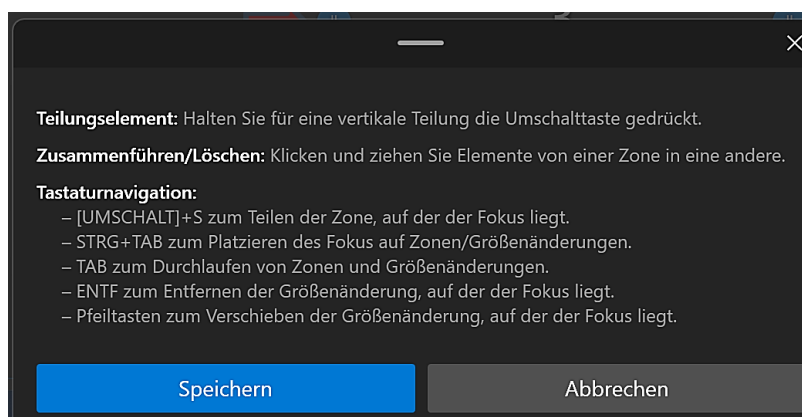 Teilungselement: Halten Sie für eine vertikale Teilung die Umschalttaste gedrückt.
Zusammenführen/Löschen: Klicken und ziehen Sie Elemente von einer Zone in eine andere.
Tastaturnavigation:
– [UMSCHALT]+S zum Teilen der Zone, auf der der Fokus liegt.
– STRG+TAB zum Platzieren des Fokus auf Zonen/Größenänderungen.
– TAB zum Durchlaufen von Zonen und Größenänderungen.
– ENTF zum Entfernen der Größenänderung, auf der der Fokus liegt.
– Pfeiltasten zum Verschieben der Größenänderung, auf der der Fokus liegt.
Speichern Abbrechen